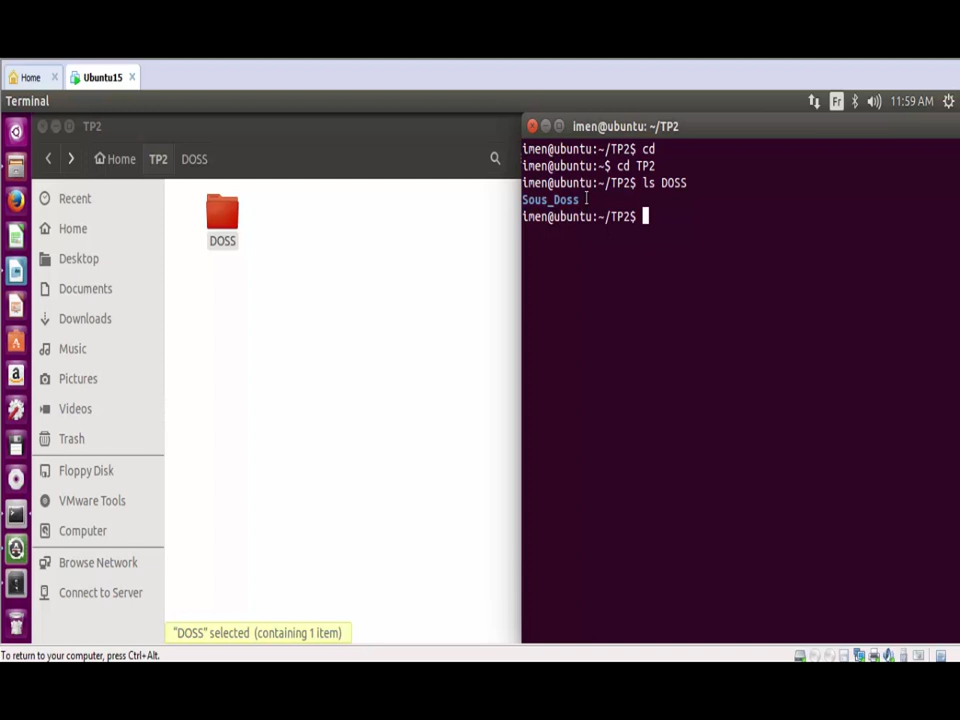 Home
Ubuntu15
Terminal
Fr
11:59 AM
TP2
imen@ubuntu: ~/TP2
Home
TP2
DOSS
imen@ubuntu:~/TP2$ cd
imen@ubuntu:~$ cd TP2
imen@ubuntu:~/TP2$ ls DOSS
Sous_Doss
imen@ubuntu:~/TP2$
Recent
Home
Desktop
Documents
Downloads
Music
Pictures
Videos
Trash
Floppy Disk
VMware Tools
Computer
Browse Network
Connect to Server
DOSS
"DOSS" selected (containing 1 item)
To return to your computer, press Ctrl+Alt.